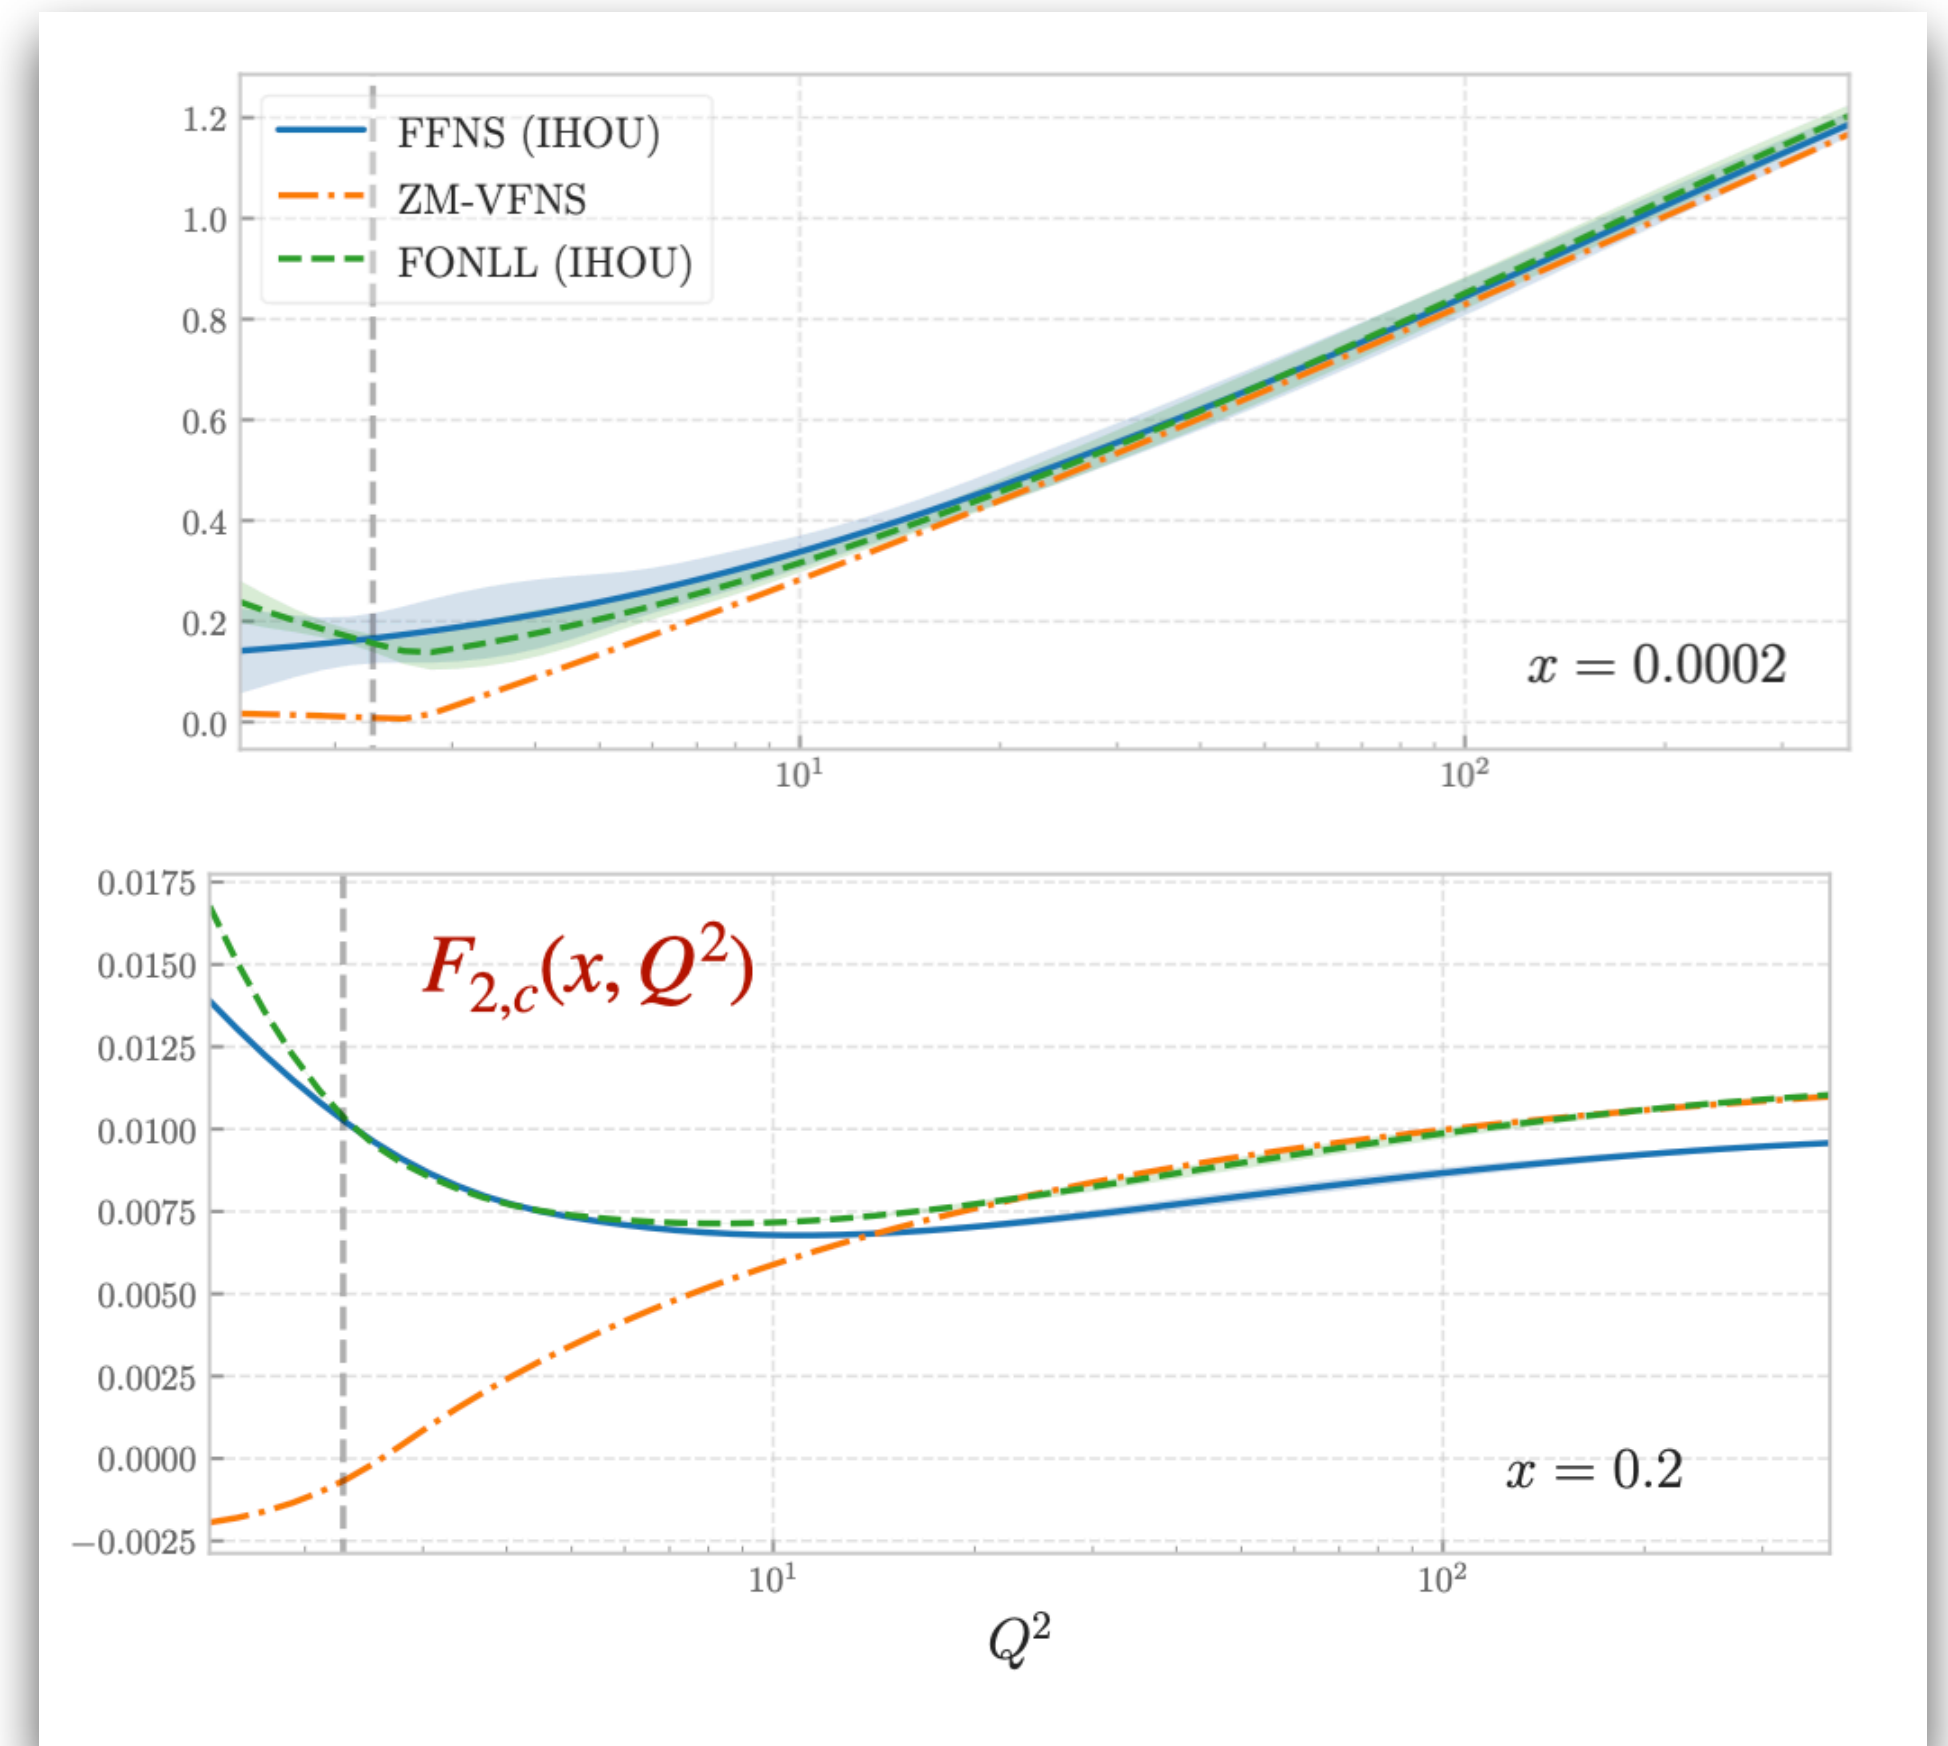 1.2
1.0
0.8
0.6
0.4
0.2
0.0
FFNS (IHOU)
ZM-VFNS
FONLL (IHOU)
x = 0.0002
10¹
10²
0.0175
0.0150
0.0125
0.0100
0.0075
0.0050
0.0025
0.0000
−0.0025
F₂,c(x, Q²)
x = 0.2
10¹
10²
Q²